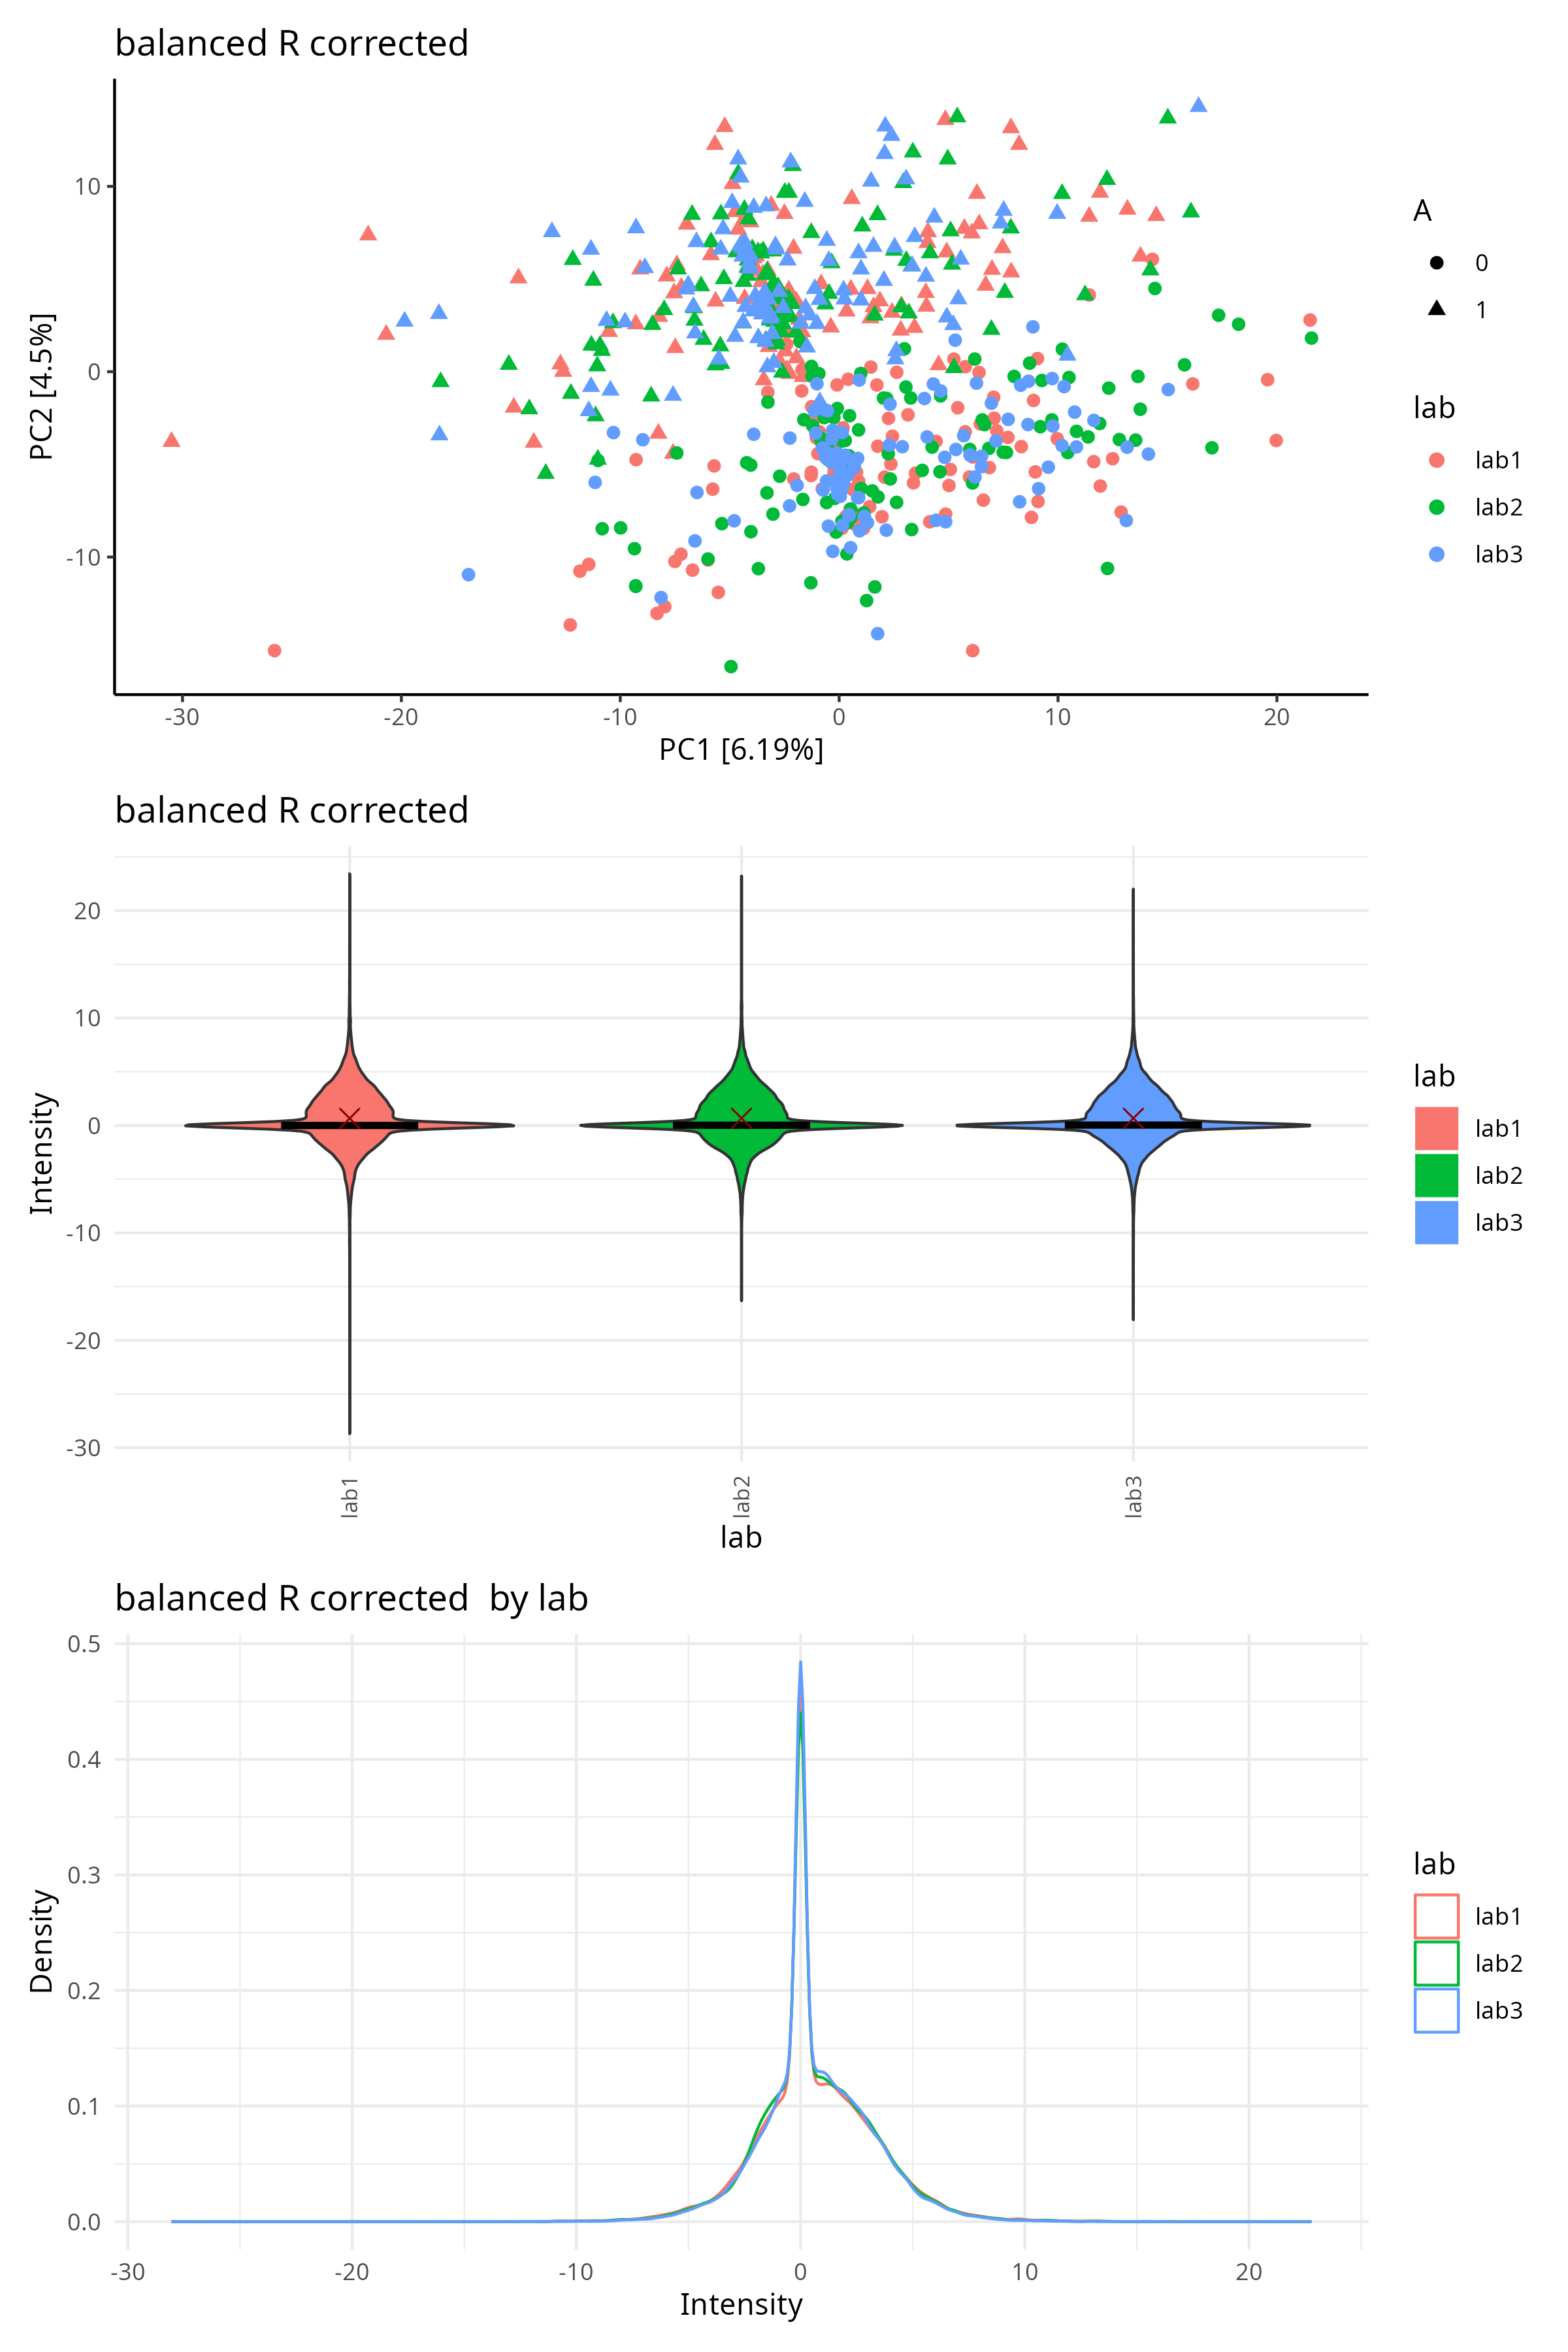 balanced R corrected
10
0
-10
PC2 [4.5%]
-30 -20 -10 0 10 20
PC1 [6.19%]
A
0
1
lab
lab1
lab2
lab3
balanced R corrected
20
10
0
-10
-20
-30
Intensity
lab1 lab2 lab3
lab
lab
lab1
lab2
lab3
balanced R corrected  by lab
0.5
0.4
0.3
0.2
0.1
0.0
Density
-30 -20 -10 0 10 20
Intensity
lab
lab1
lab2
lab3